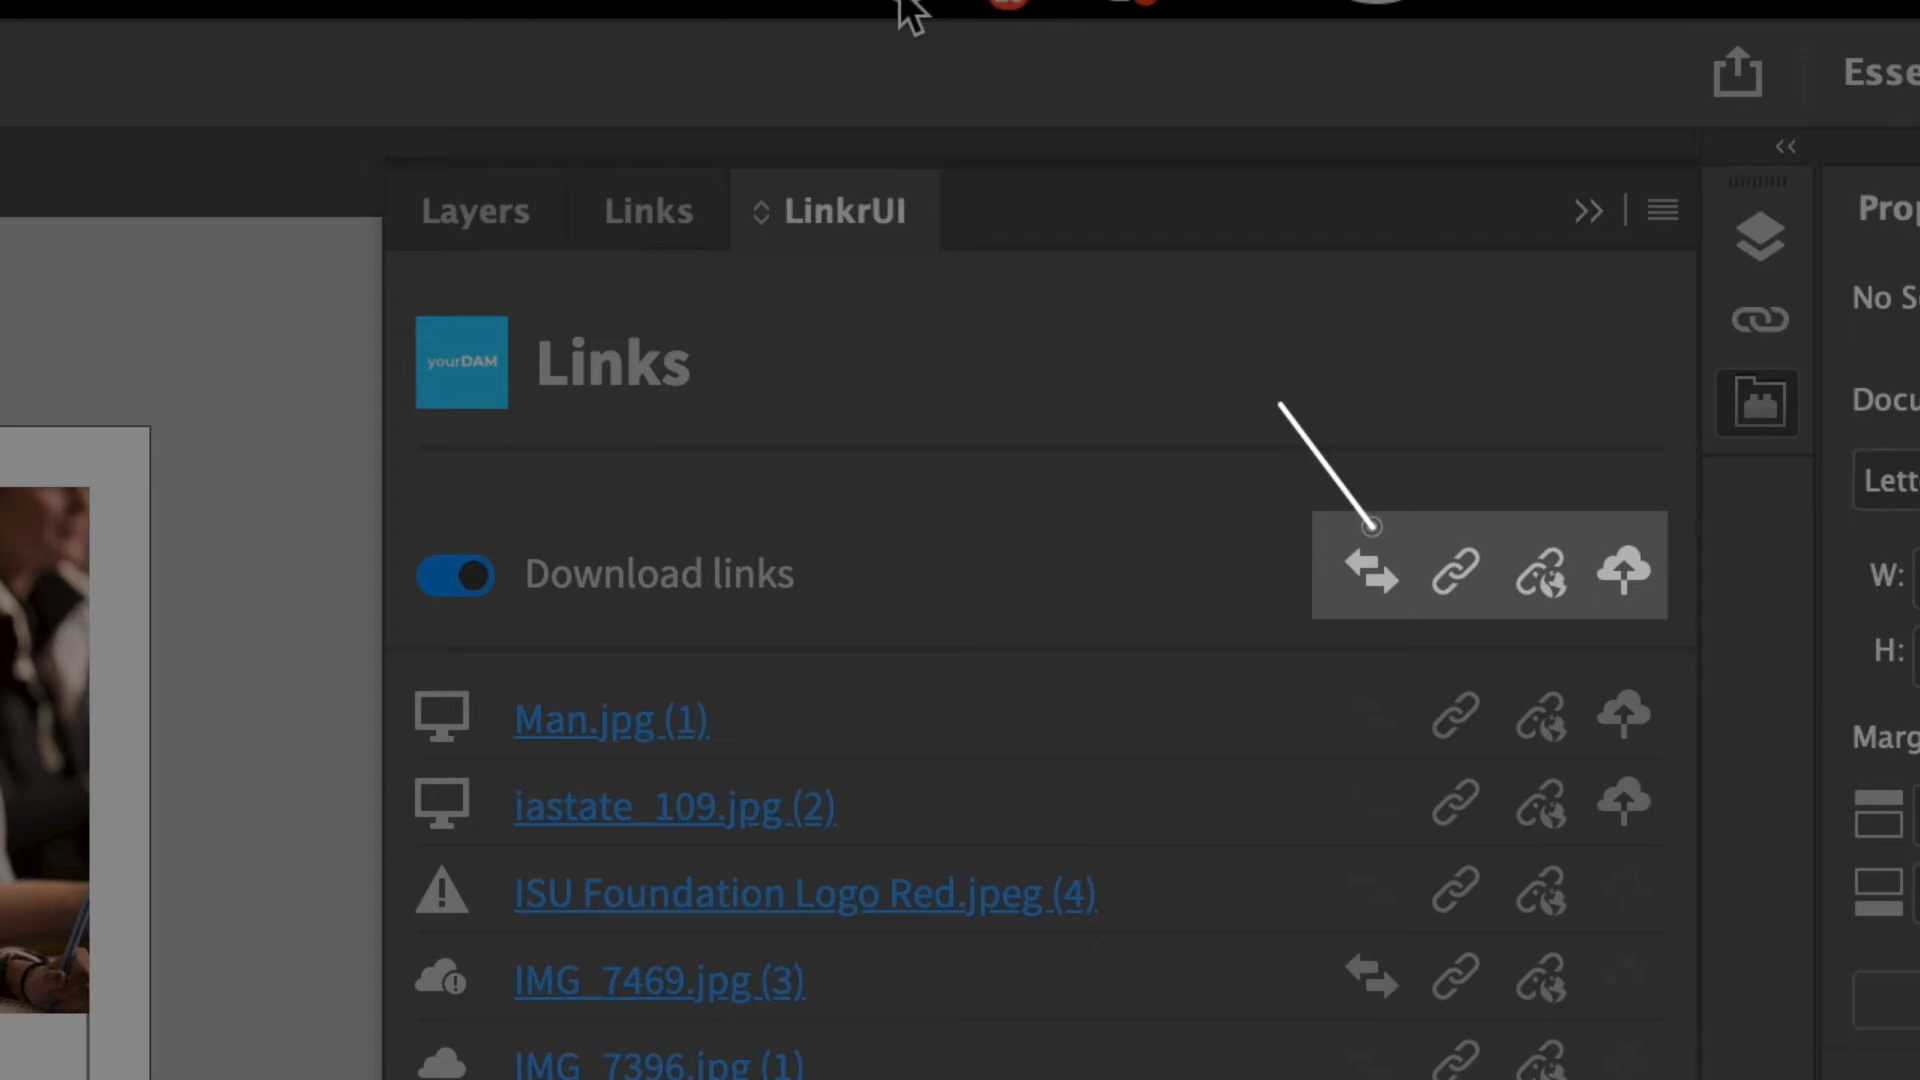 Esse
Layers
Links
LinkrUI
Prop
yourDAM
Links
No Se
Docu
Lett
Download links
W:
H:
Man.jpg (1)
Marg
iastate_109.jpg (2)
ISU Foundation Logo Red.jpeg (4)
IMG_7469.jpg (3)
IMG_7396.jpg (1)